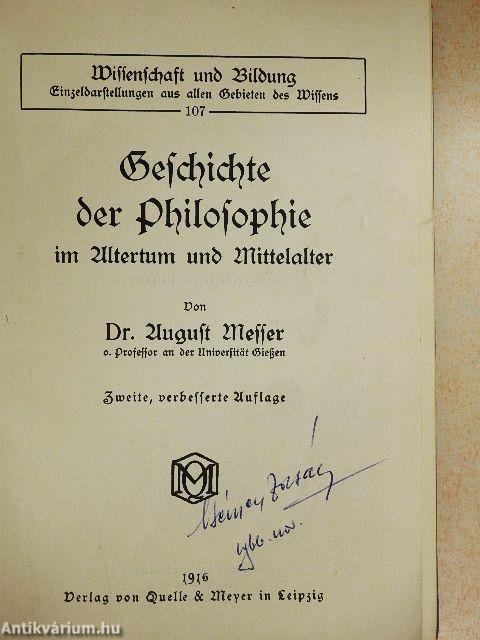 Wiſſenſchaft und Bildung
Einzeldarſtellungen aus allen Gebieten des Wiſſens
107
Geſchichte
der Philoſophie
im Altertum und Mittelalter
Von
Dr. Auguſt Meſſer
o. Profeſſor an der Univerſität Gießen
Zweite, verbeſſerte Auflage
QM
1916
Verlag von Quelle & Meyer in Leipzig
Antikvárium.hu